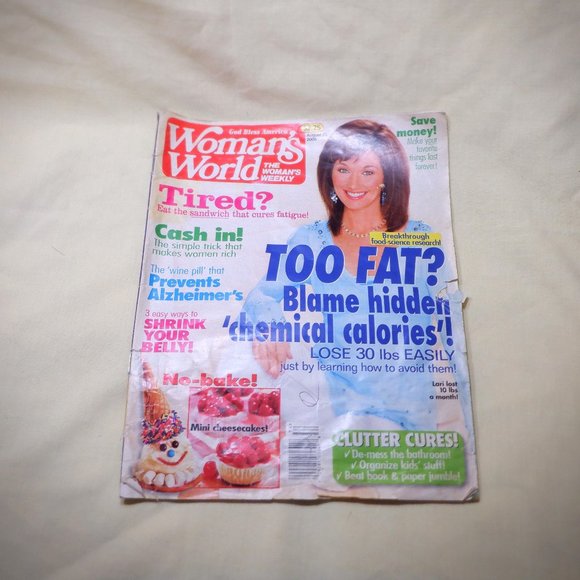 God Bless America
Woman's
World
THE
WOMAN'S
WEEKLY
Tired?
Eat the sandwich that cures fatigue!
Cash in!
The simple trick that
makes women rich
The 'wine pill' that
Prevents
Alzheimer's
3 easy ways to
SHRINK
YOUR
BELLY!
Save
money!
Make your
favorite
things last
forever!
Breakthrough
food-science research!
TOO FAT?
Blame hidden
'chemical calories'!
LOSE 30 lbs EASILY
just by learning how to avoid them!
Lari lost
10 lbs
a month!
No-bake!
Mini cheesecakes!
CLUTTER CURES!
✓ De-mess the bathroom!
✓ Organize kids' stuff!
✓ Beat book & paper jumble!